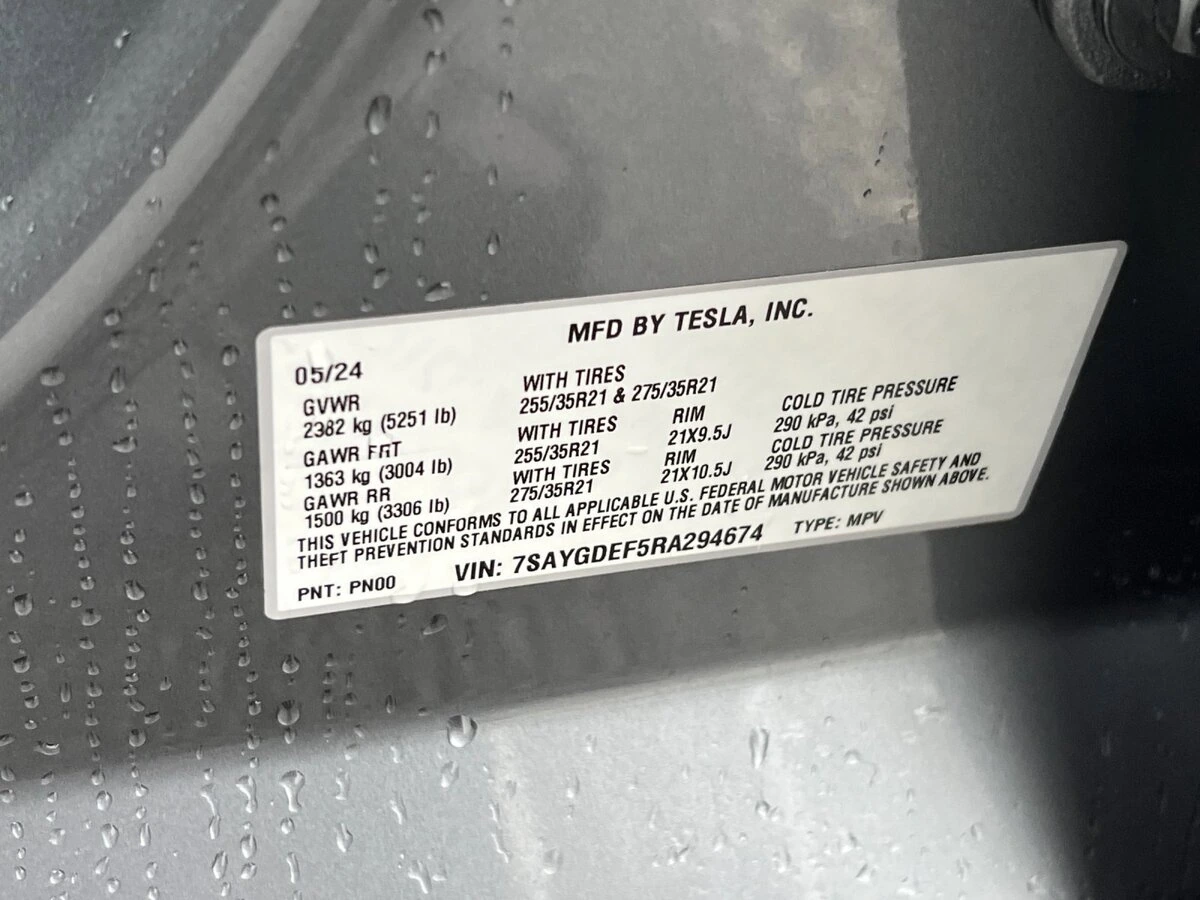 MFD BY TESLA, INC.
05/24
GVWR
2382 kg (5251 lb)
WITH TIRES
255/35R21 & 275/35R21
GAWR FRT
1363 kg (3004 lb)
WITH TIRES
255/35R21
RIM
21X9.5J
COLD TIRE PRESSURE
290 kPa, 42 psi
GAWR RR
1500 kg (3306 lb)
WITH TIRES
275/35R21
RIM
21X10.5J
COLD TIRE PRESSURE
290 kPa, 42 psi
THIS VEHICLE CONFORMS TO ALL APPLICABLE U.S. FEDERAL MOTOR VEHICLE SAFETY AND
THEFT PREVENTION STANDARDS IN EFFECT ON THE DATE OF MANUFACTURE SHOWN ABOVE.
PNT: PN00 VIN: 7SAYGDEF5RA294674 TYPE: MPV